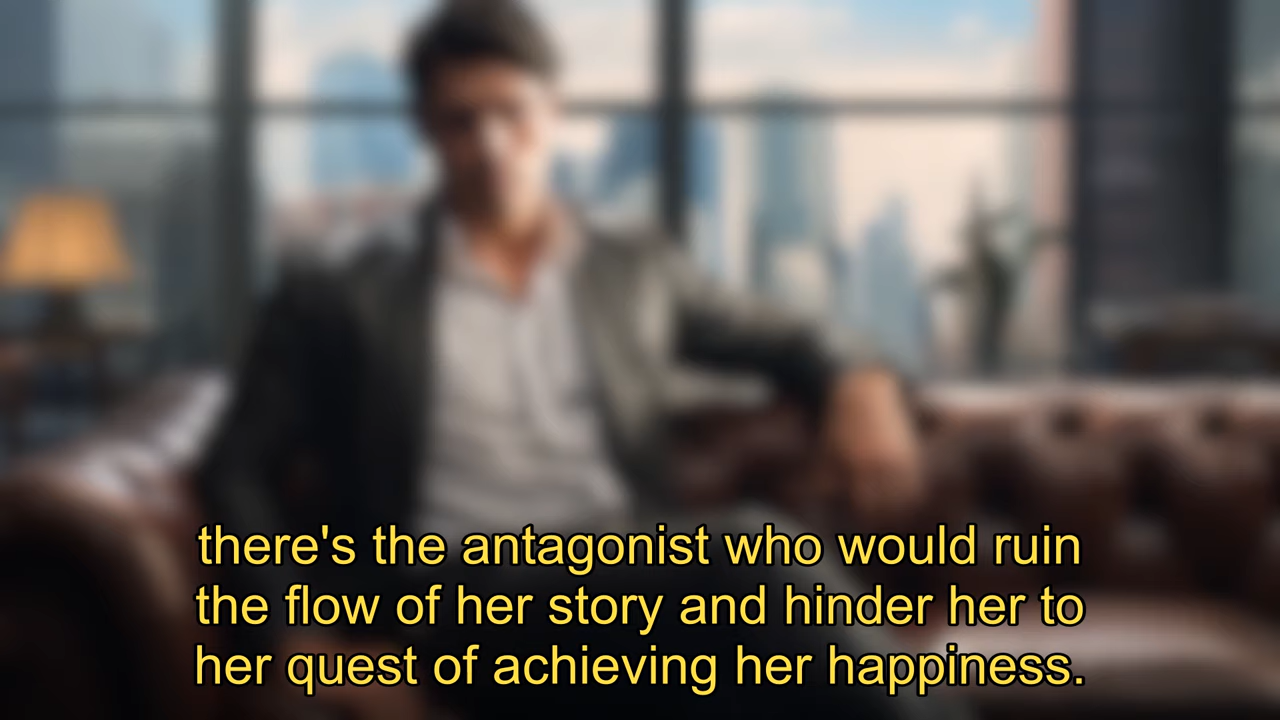 there's the antagonist who would ruin
the flow of her story and hinder her to
her quest of achieving her happiness.